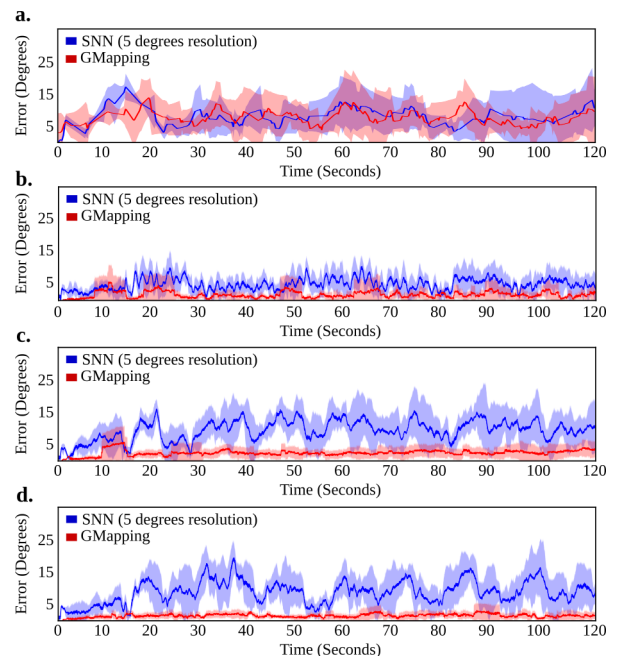 a.
SNN (5 degrees resolution)
GMapping
Error (Degrees)
25
15
5
0 10 20 30 40 50 60 70 80 90 100 120
Time (Seconds)
b.
SNN (5 degrees resolution)
GMapping
Error (Degrees)
25
15
5
0 10 20 30 40 50 60 70 80 90 100 120
Time (Seconds)
c.
SNN (5 degrees resolution)
GMapping
Error (Degrees)
25
15
5
0 10 20 30 40 50 60 70 80 90 100 120
Time (Seconds)
d.
SNN (5 degrees resolution)
GMapping
Error (Degrees)
25
15
5
0 10 20 30 40 50 60 70 80 90 100 120
Time (Seconds)